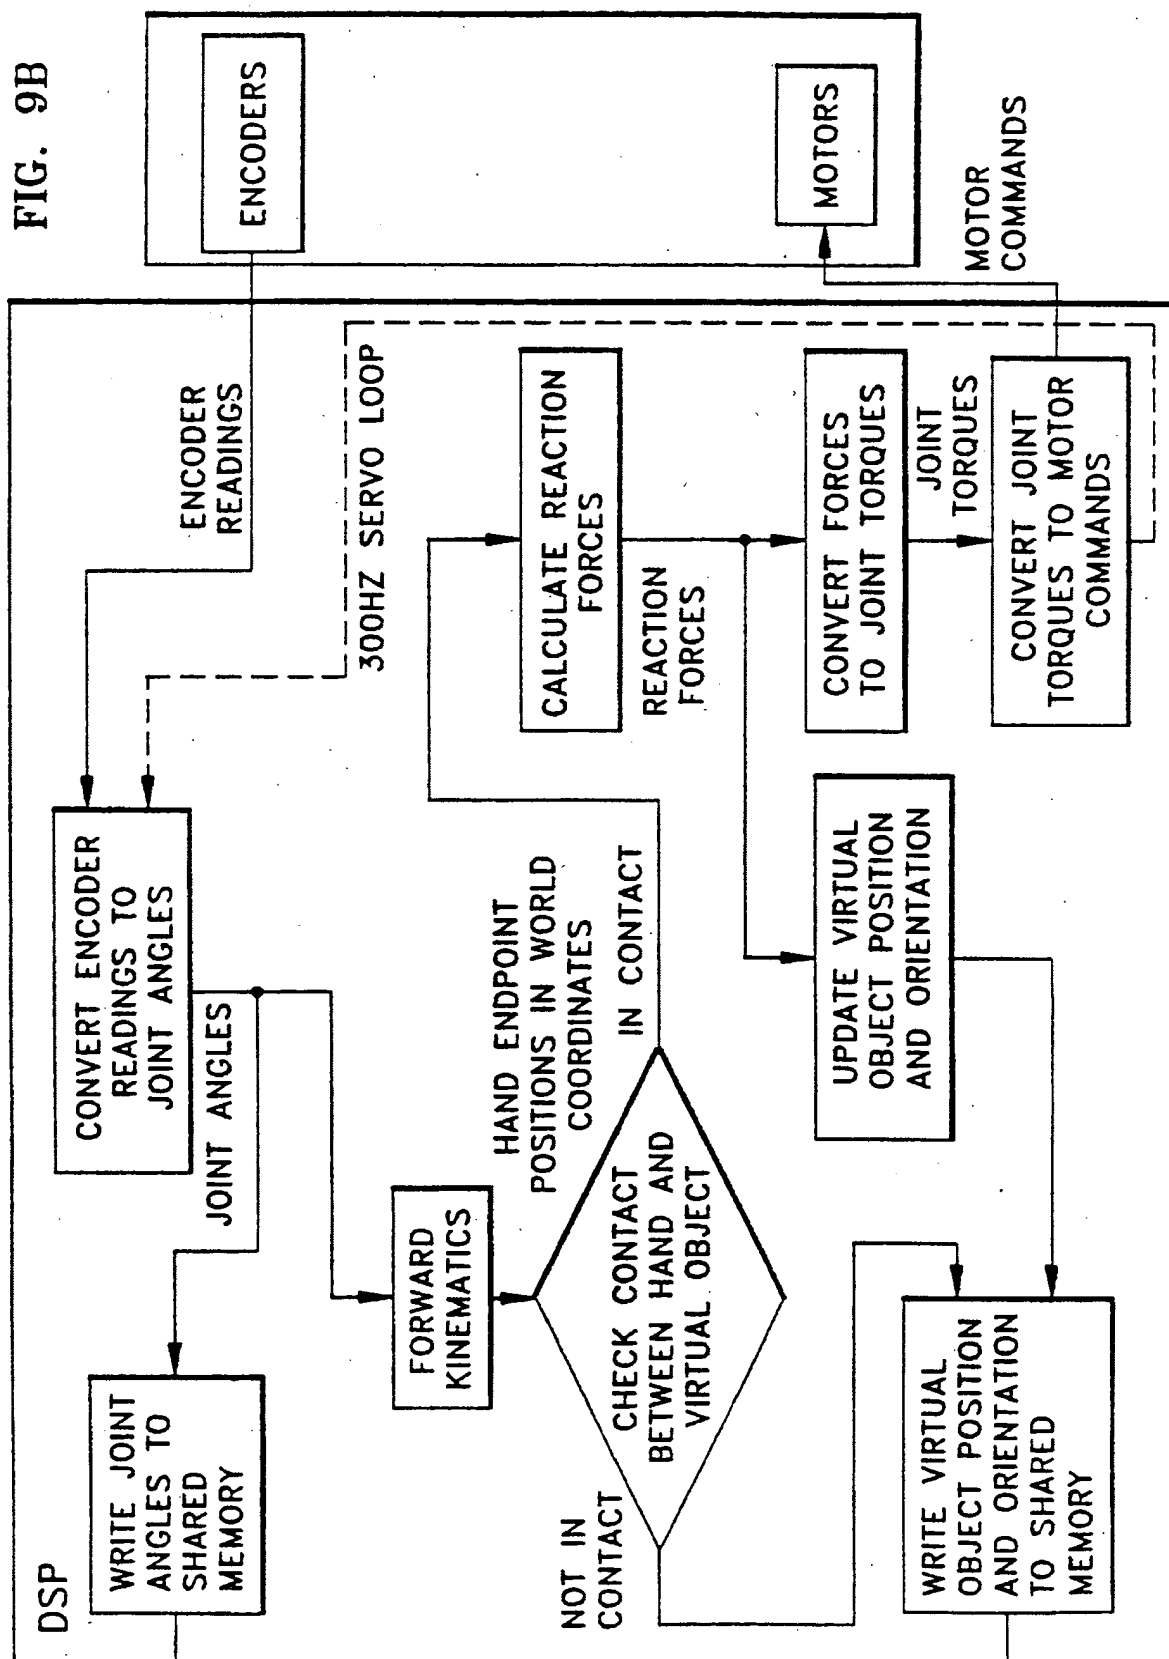 FIG. 9B
DSP
WRITE JOINT
ANGLES TO
SHARED
MEMORY
JOINT ANGLES
CONVERT ENCODER
READINGS TO
JOINT ANGLES
ENCODER
READINGS
ENCODERS
300HZ SERVO LOOP
FORWARD
KINEMATICS
HAND ENDPOINT
POSITIONS IN WORLD
COORDINATES
CHECK CONTACT
BETWEEN HAND AND
VIRTUAL OBJECT
IN CONTACT
NOT IN
CONTACT
CALCULATE REACTION
FORCES
REACTION
FORCES
CONVERT FORCES
TO JOINT TORQUES
JOINT
TORQUES
CONVERT JOINT
TORQUES TO MOTOR
COMMANDS
MOTOR
COMMANDS
MOTORS
UPDATE VIRTUAL
OBJECT POSITION
AND ORIENTATION
WRITE VIRTUAL
OBJECT POSITION
AND ORIENTATION
TO SHARED
MEMORY